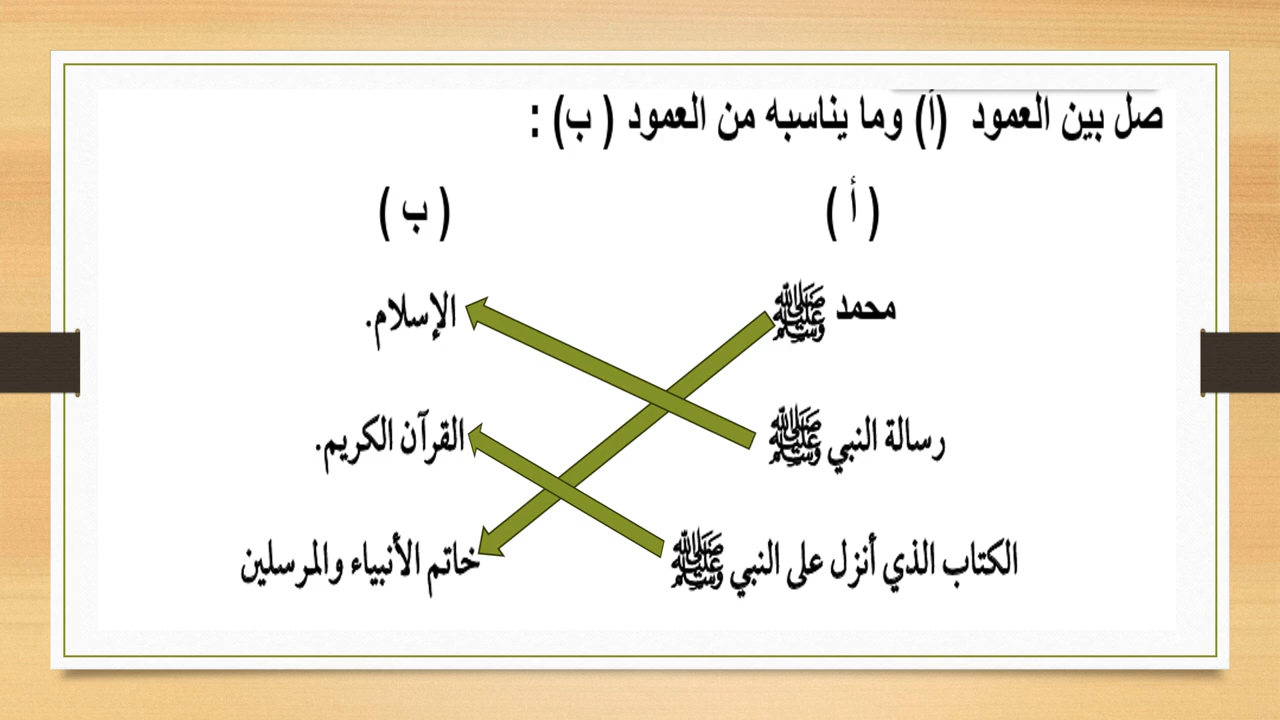 صل بين العمود (أ) وما يناسبه من العمود ( ب) :
( أ ) ( ب )
محمد ﷺ الإسلام.
رسالة النبي ﷺ القرآن الكريم.
الكتاب الذي أنزل على النبي ﷺ خاتم الأنبياء والمرسلين